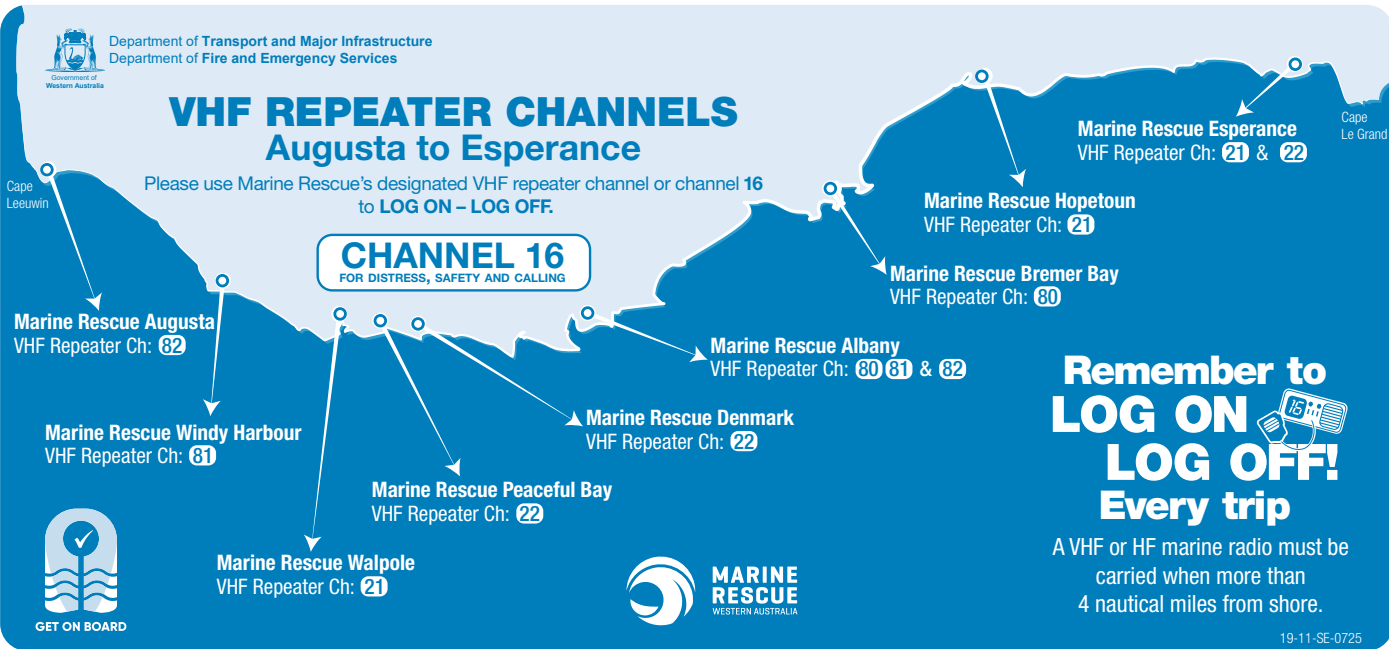 Department of Transport and Major Infrastructure
Department of Fire and Emergency Services
Government of
Western Australia
VHF REPEATER CHANNELS
Augusta to Esperance
Please use Marine Rescue's designated VHF repeater channel or channel 16
to LOG ON – LOG OFF.
CHANNEL 16
FOR DISTRESS, SAFETY AND CALLING
Cape
Leeuwin
Cape
Le Grand
Marine Rescue Esperance
VHF Repeater Ch: 21 & 22
Marine Rescue Hopetoun
VHF Repeater Ch: 21
Marine Rescue Bremer Bay
VHF Repeater Ch: 80
Marine Rescue Augusta
VHF Repeater Ch: 82
Marine Rescue Albany
VHF Repeater Ch: 80 81 & 82
Marine Rescue Denmark
VHF Repeater Ch: 22
Marine Rescue Windy Harbour
VHF Repeater Ch: 81
Marine Rescue Peaceful Bay
VHF Repeater Ch: 22
Marine Rescue Walpole
VHF Repeater Ch: 21
Remember to
LOG ON
16
LOG OFF!
Every trip
A VHF or HF marine radio must be
carried when more than
4 nautical miles from shore.
GET ON BOARD
MARINE
RESCUE
WESTERN AUSTRALIA
19-11-SE-0725